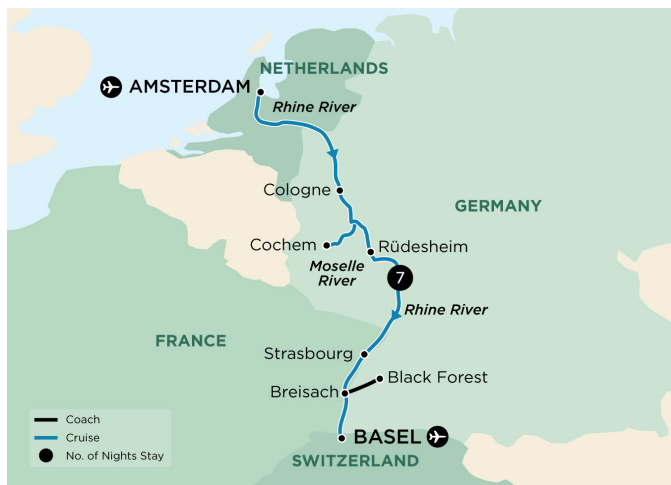 NETHERLANDS
AMSTERDAM
Rhine River
Cologne
GERMANY
Cochem
Rüdesheim
Moselle
River
7
Rhine River
FRANCE
Strasbourg
Black Forest
Breisach
Coach
Cruise
No. of Nights Stay
BASEL
SWITZERLAND